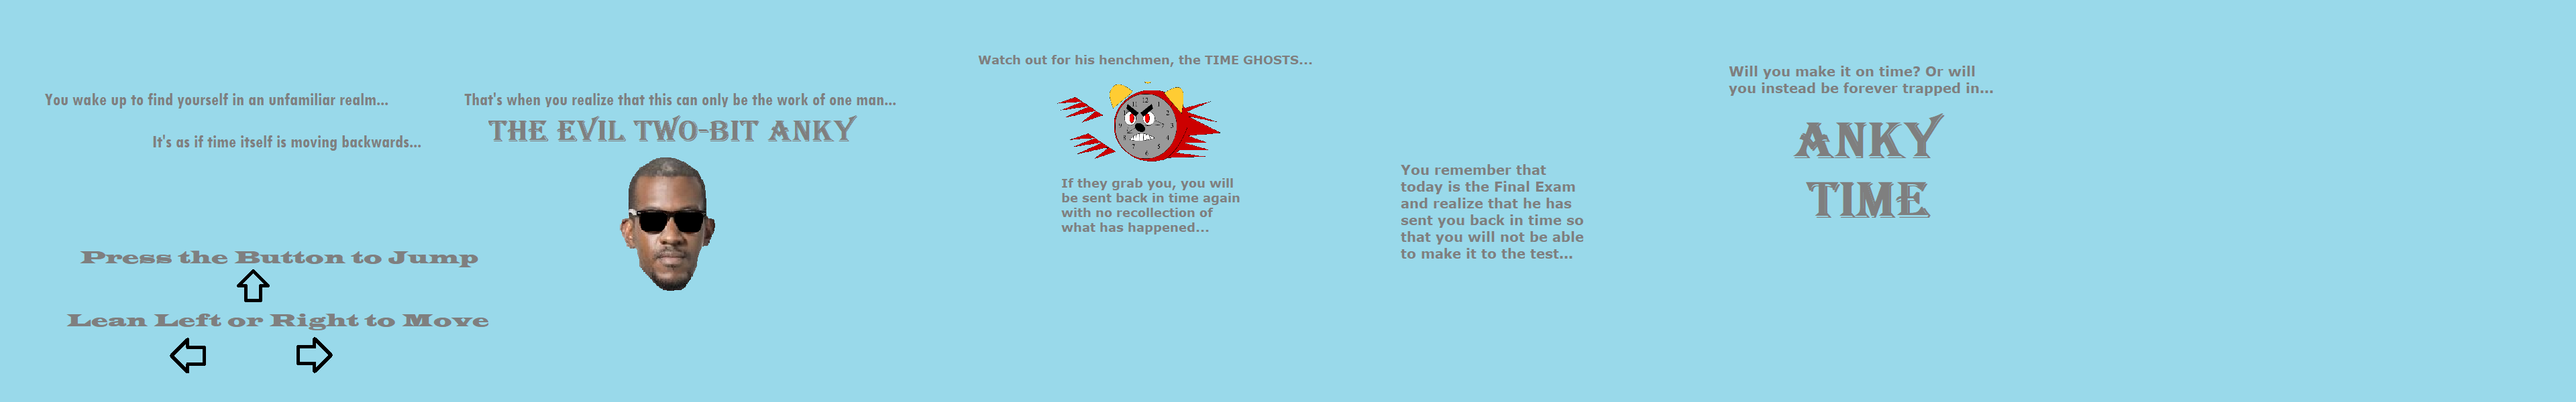 You wake up to find yourself in an unfamiliar realm...
It's as if time itself is moving backwards...
Press the Button to Jump
Lean Left or Right to Move
That's when you realize that this can only be the work of one man...
THE EVIL TWO-BIT ANKY
Watch out for his henchmen, the TIME GHOSTS...
If they grab you, you will
be sent back in time again
with no recollection of
what has happened...
You remember that
today is the Final Exam
and realize that he has
sent you back in time so
that you will not be able
to make it to the test...
Will you make it on time? Or will
you instead be forever trapped in...
ANKY
TIME